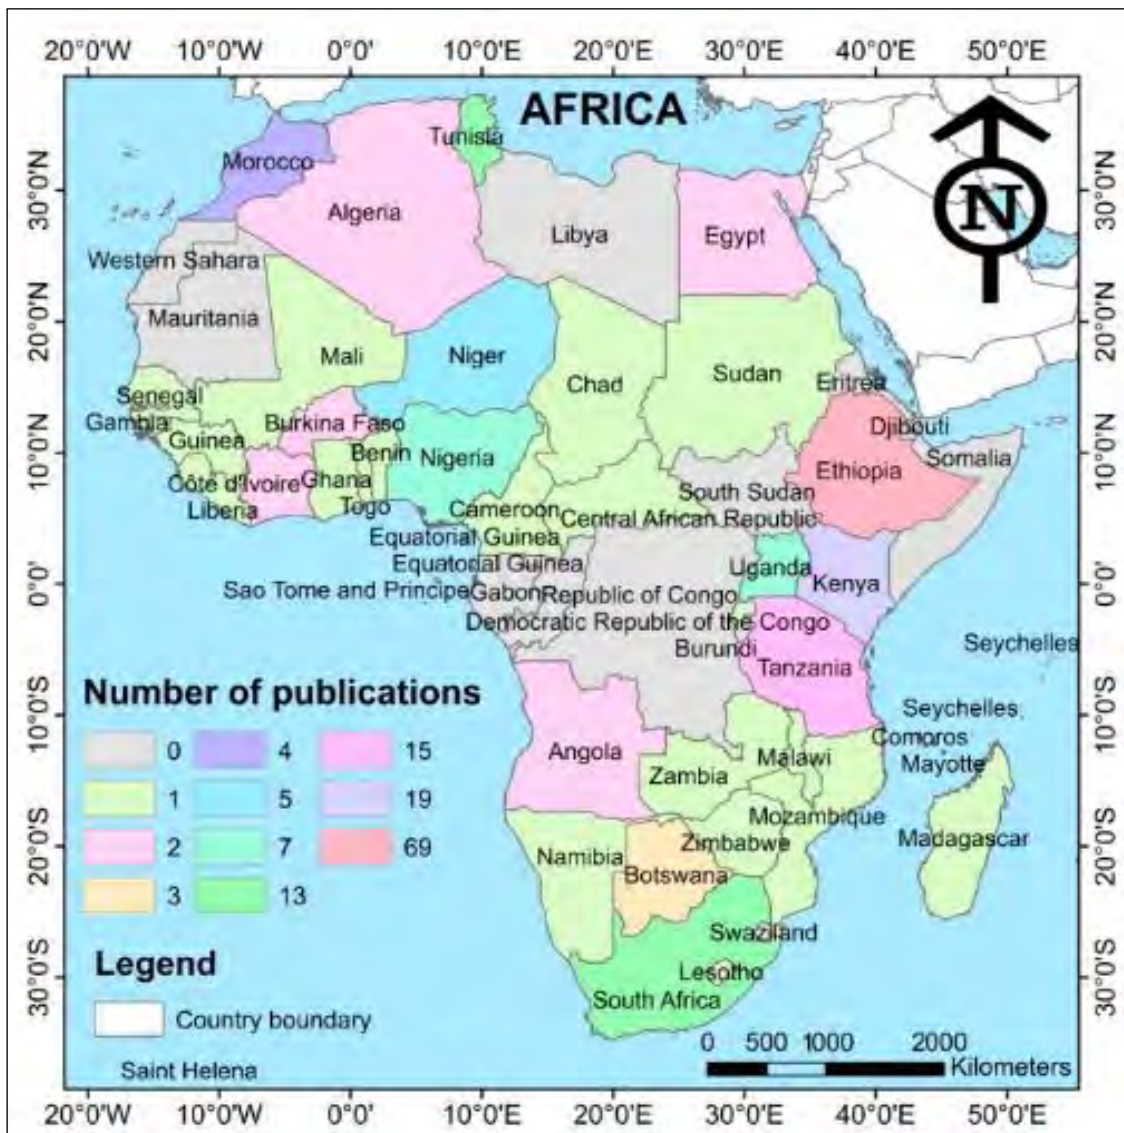 20°0'W 10°0'W 0°0' 10°0'E 20°0'E 30°0'E 40°0'E 50°0'E
AFRICA
Tunisia
Morocco
Algeria
Libya
Egypt
N
30°0'N
30°0'N
Western Sahara
Mauritania
20°0'N
20°0'N
Mali
Niger
Chad
Sudan
Eritrea
Senegal
Gambia
Burkina Faso
Djibouti
Guinea
Benin
Nigeria
Ethiopia
Somalia
10°0'N
10°0'N
Côte d'Ivoire
Ghana
Liberia
Togo
Cameroon
South Sudan
Central African Republic
Equatorial Guinea
Equatorial Guinea
Uganda
Kenya
0°0'
0°0'
Sao Tome and Principe
Gabon
Republic of Congo
Democratic Republic of the Congo
Burundi
Tanzania
Seychelles
Number of publications
10°0'S
10°0'S
Seychelles
Comoros
Mayotte
Angola
Malawi
Zambia
Mozambique
Zimbabwe
Madagascar
Namibia
Botswana
0 4 15
1 5 19
2 7 69
3 13
20°0'S
20°0'S
Swaziland
Lesotho
South Africa
30°0'S
30°0'S
Legend
Country boundary
Saint Helena
0 500 1000 2000
Kilometers
20°0'W 10°0'W 0°0' 10°0'E 20°0'E 30°0'E 40°0'E 50°0'E